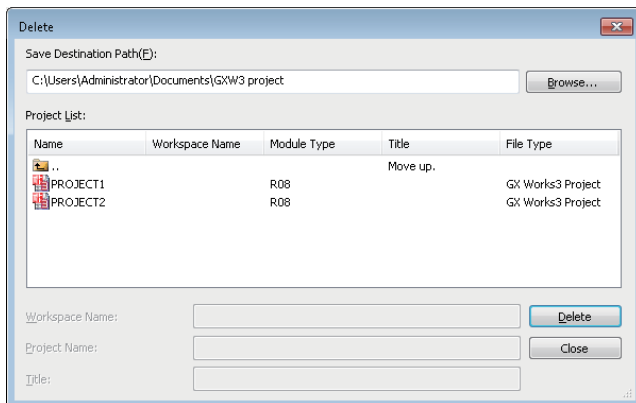 Delete
Save Destination Path(F):
C:\Users\Administrator\Documents\GXW3 project
Browse...
Project List:
Name Workspace Name Module Type Title File Type
.. Move up.
PROJECT1 R08 GX Works3 Project
PROJECT2 R08 GX Works3 Project
Workspace Name:
Delete
Project Name:
Close
Title: